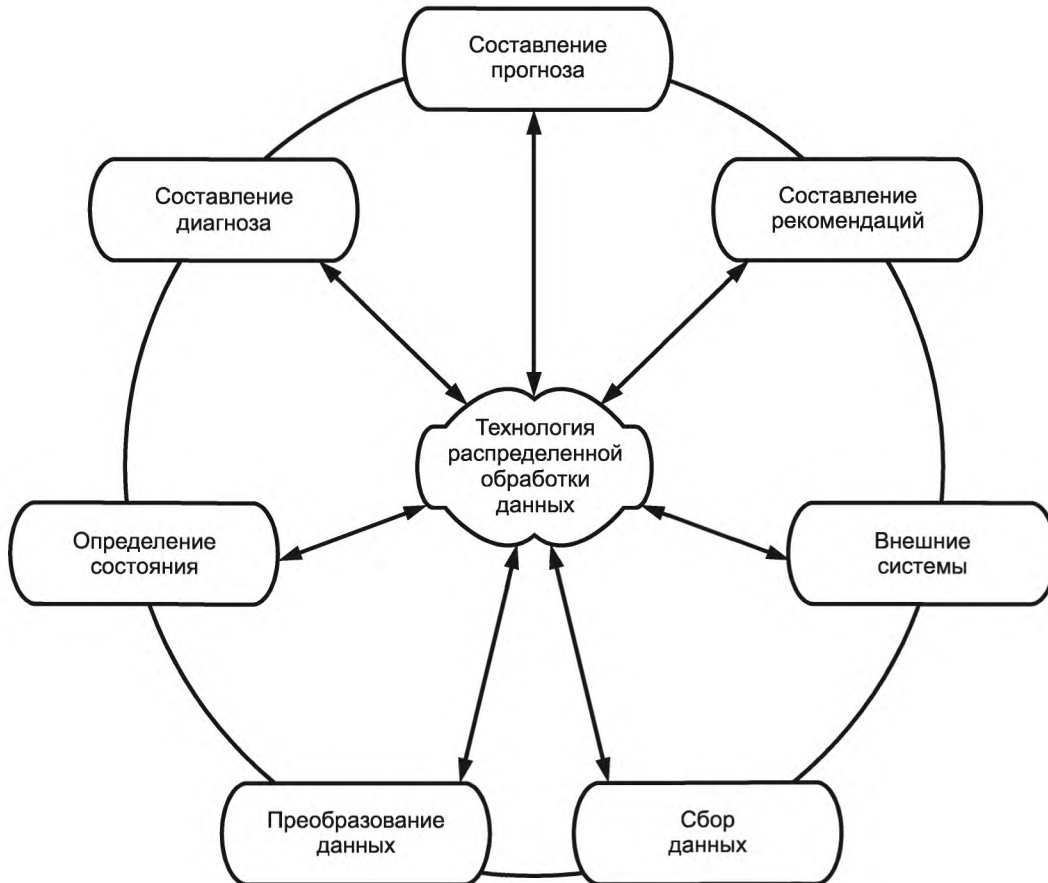 Составление
прогноза
Составление
диагноза
Составление
рекомендаций
Технология
распределенной
обработки
данных
Определение
состояния
Внешние
системы
Преобразование
данных
Сбор
данных